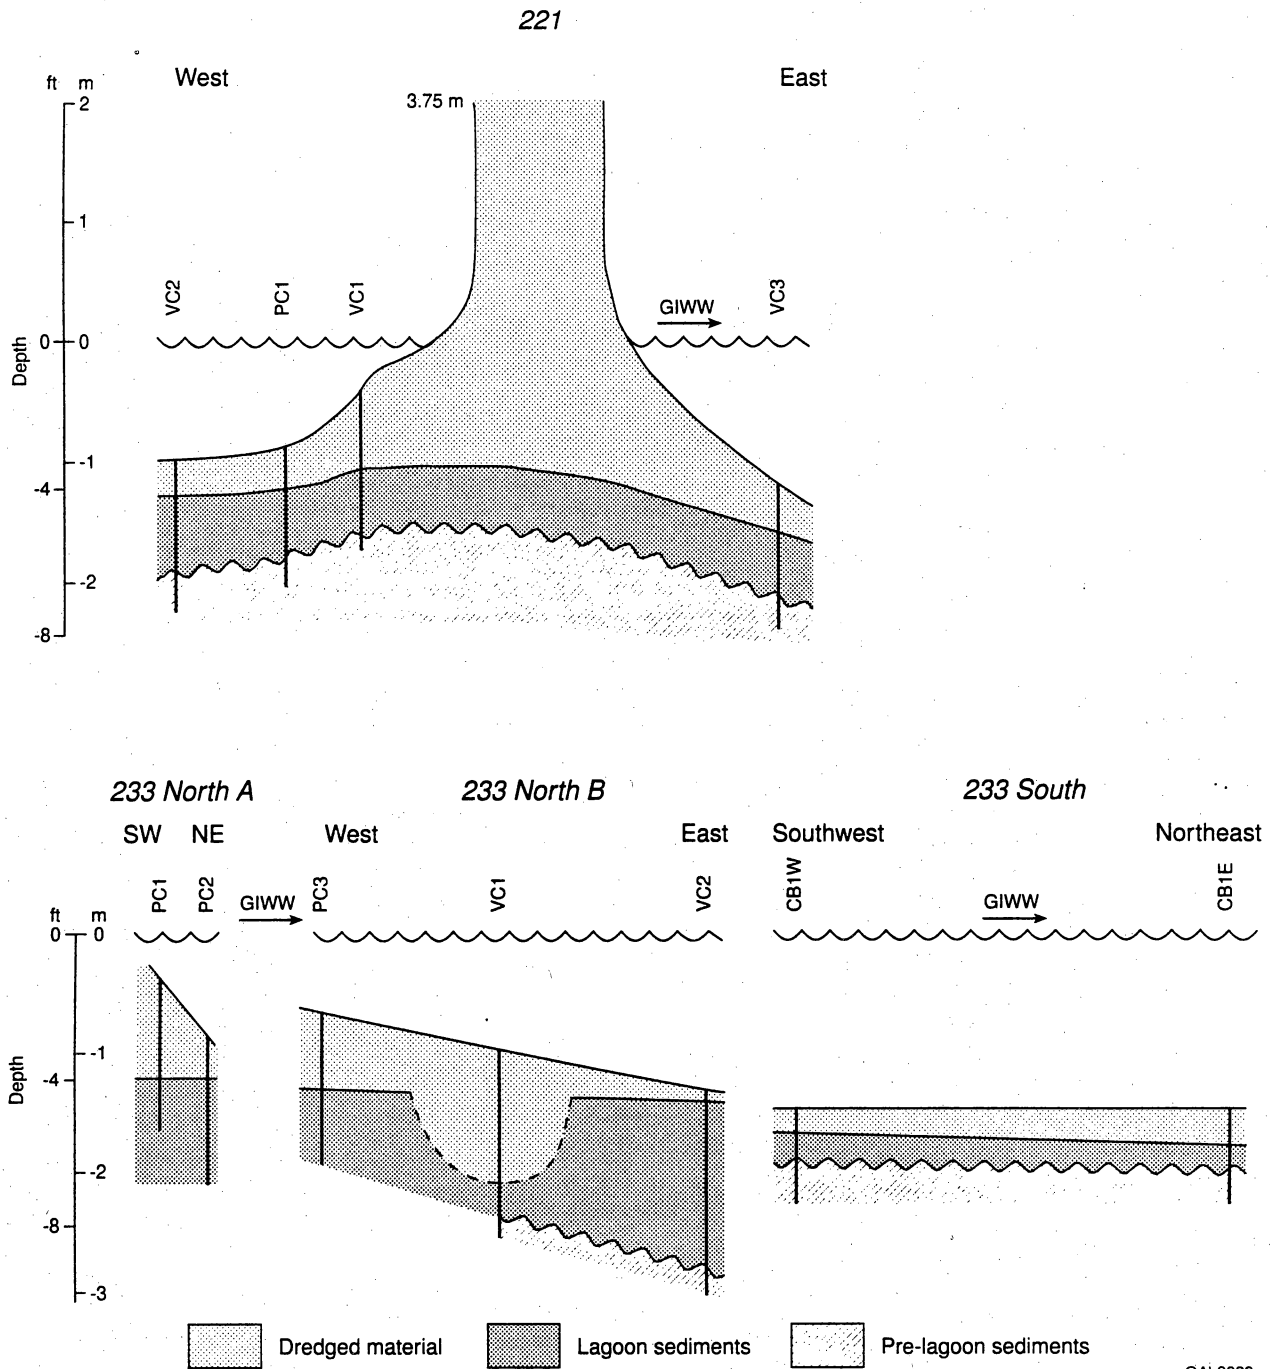 221
West East
ft m
3.75 m
2
1
VC2 PC1 VC1 GIWW VC3
0 0
Depth
-1
-4
-2
-8
233 North A 233 North B 233 South
SW NE West East Southwest Northeast
PC1 PC2 GIWW PC3 VC1 VC2 CB1W GIWW CB1E
ft m
0 0
Depth
-1
-4
-2
-8
-3
Dredged material Lagoon sediments Pre-lagoon sediments